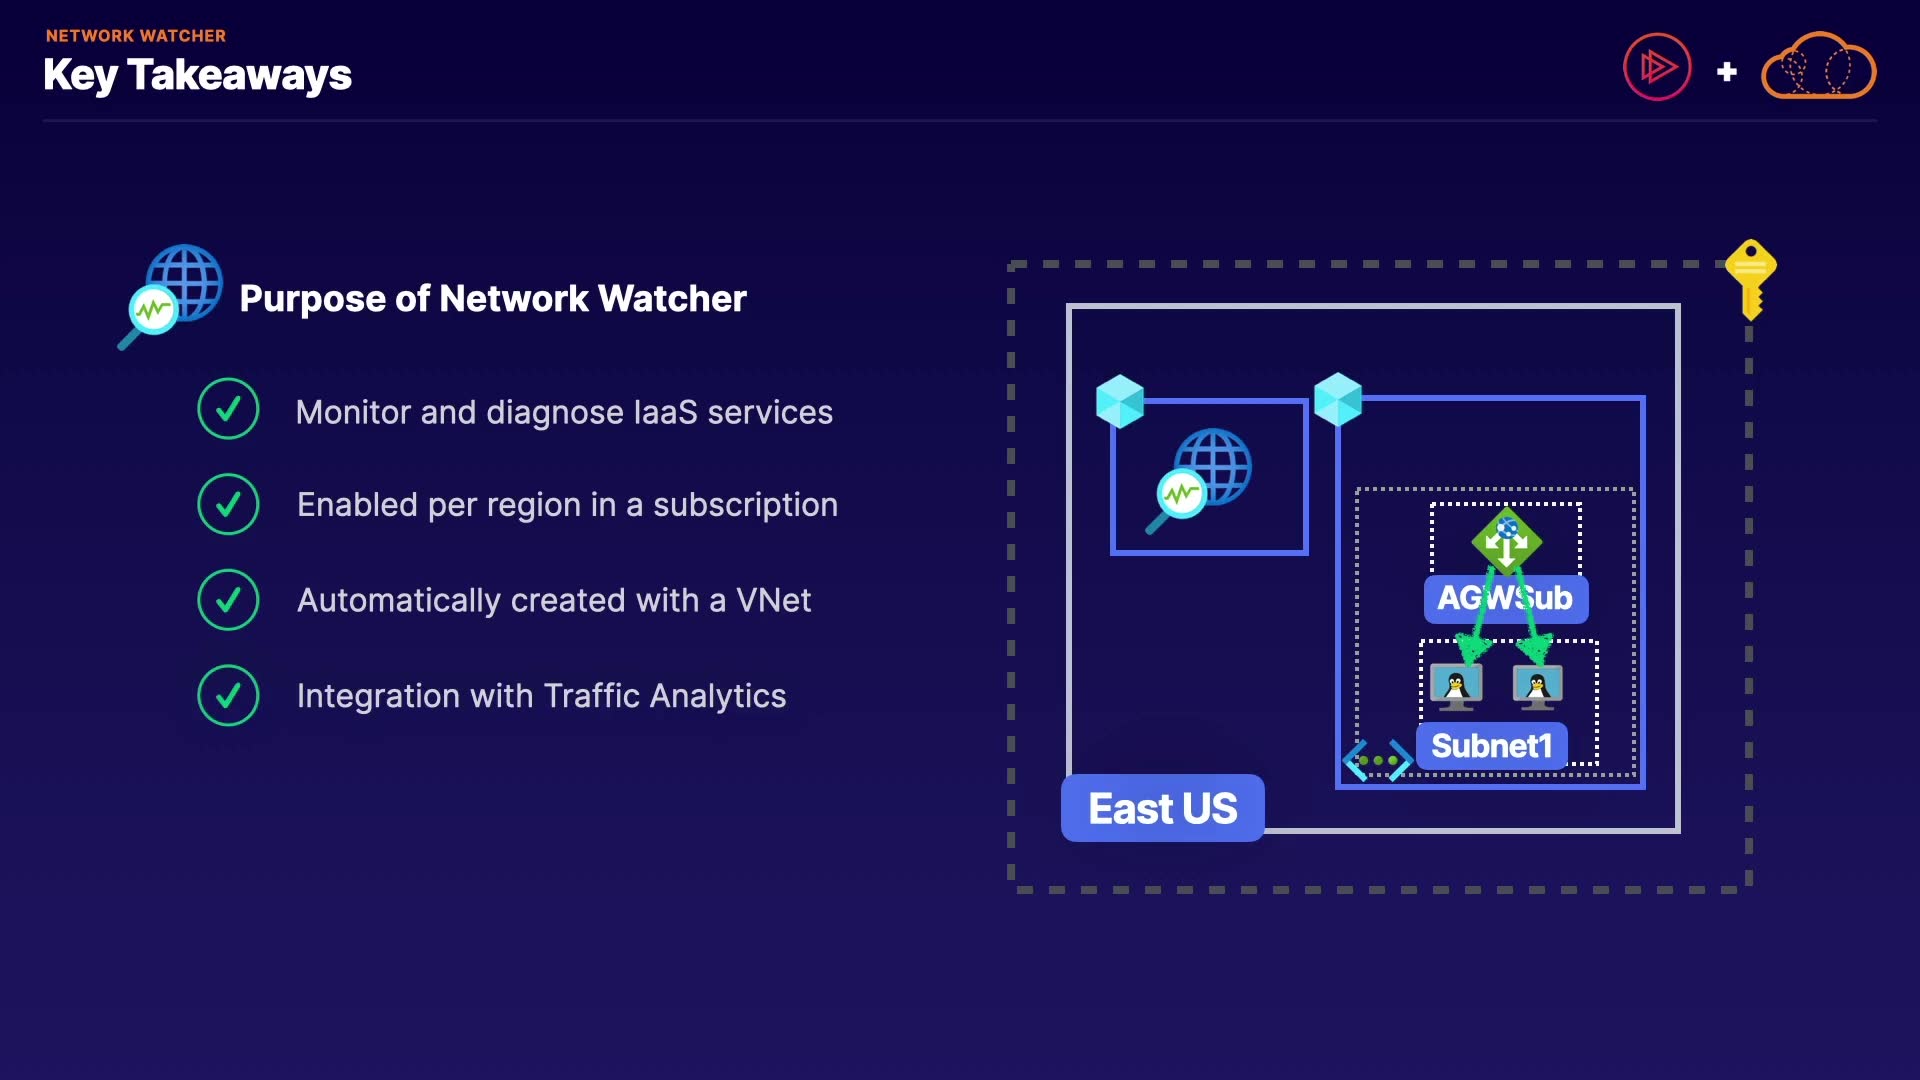 NETWORK WATCHER
Key Takeaways
Purpose of Network Watcher
Monitor and diagnose IaaS services
Enabled per region in a subscription
Automatically created with a VNet
Integration with Traffic Analytics
AGWSub
Subnet1
East US